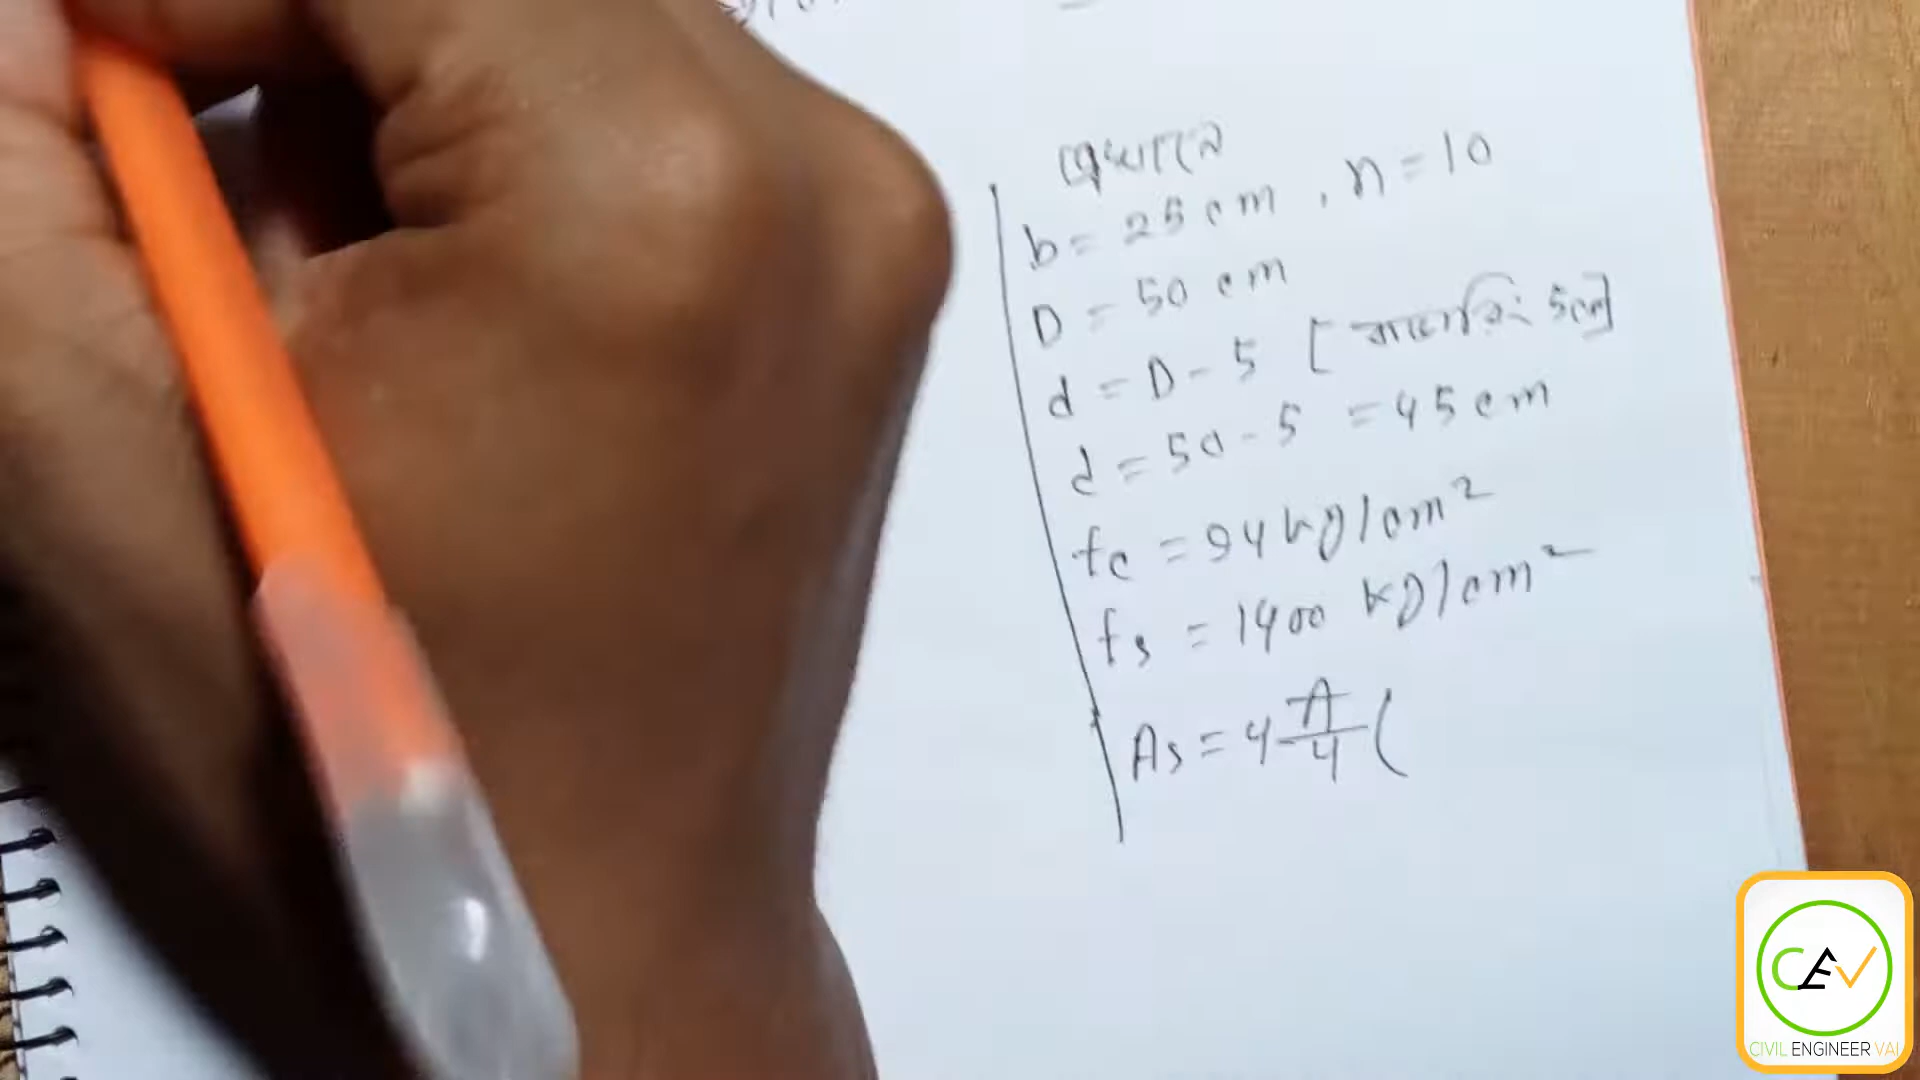 এখানে
b = 25 cm , n = 10
D = 50 cm
d = D - 5 [কভারিং 5cm]
d = 50 - 5 = 45 cm
fc = 94 kg/cm²
fs = 1400 kg/cm²
As = 4 π/4 (
CEV
CIVIL ENGINEER VAI